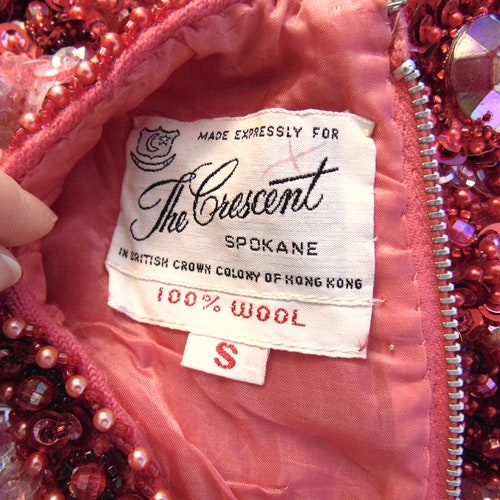 MADE EXPRESSLY FOR
The Crescent
SPOKANE
IN BRITISH CROWN COLONY OF HONG KONG
100% WOOL
S